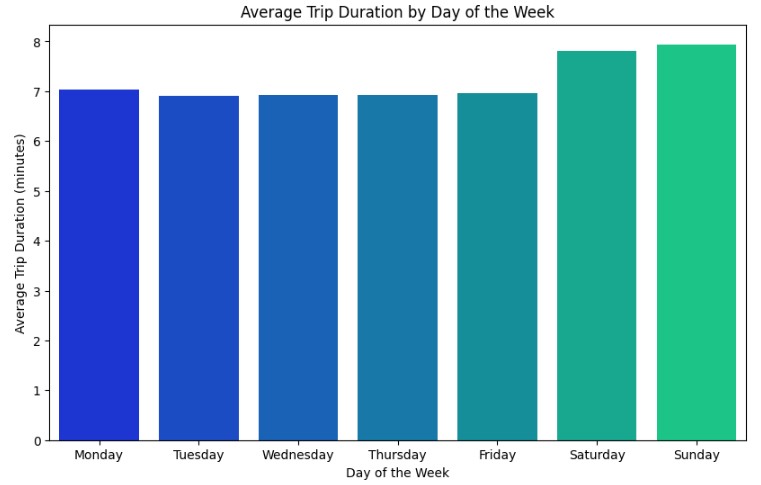 Average Trip Duration by Day of the Week
Average Trip Duration (minutes)
8
7
6
5
4
3
2
1
0
Monday Tuesday Wednesday Thursday Friday Saturday Sunday
Day of the Week